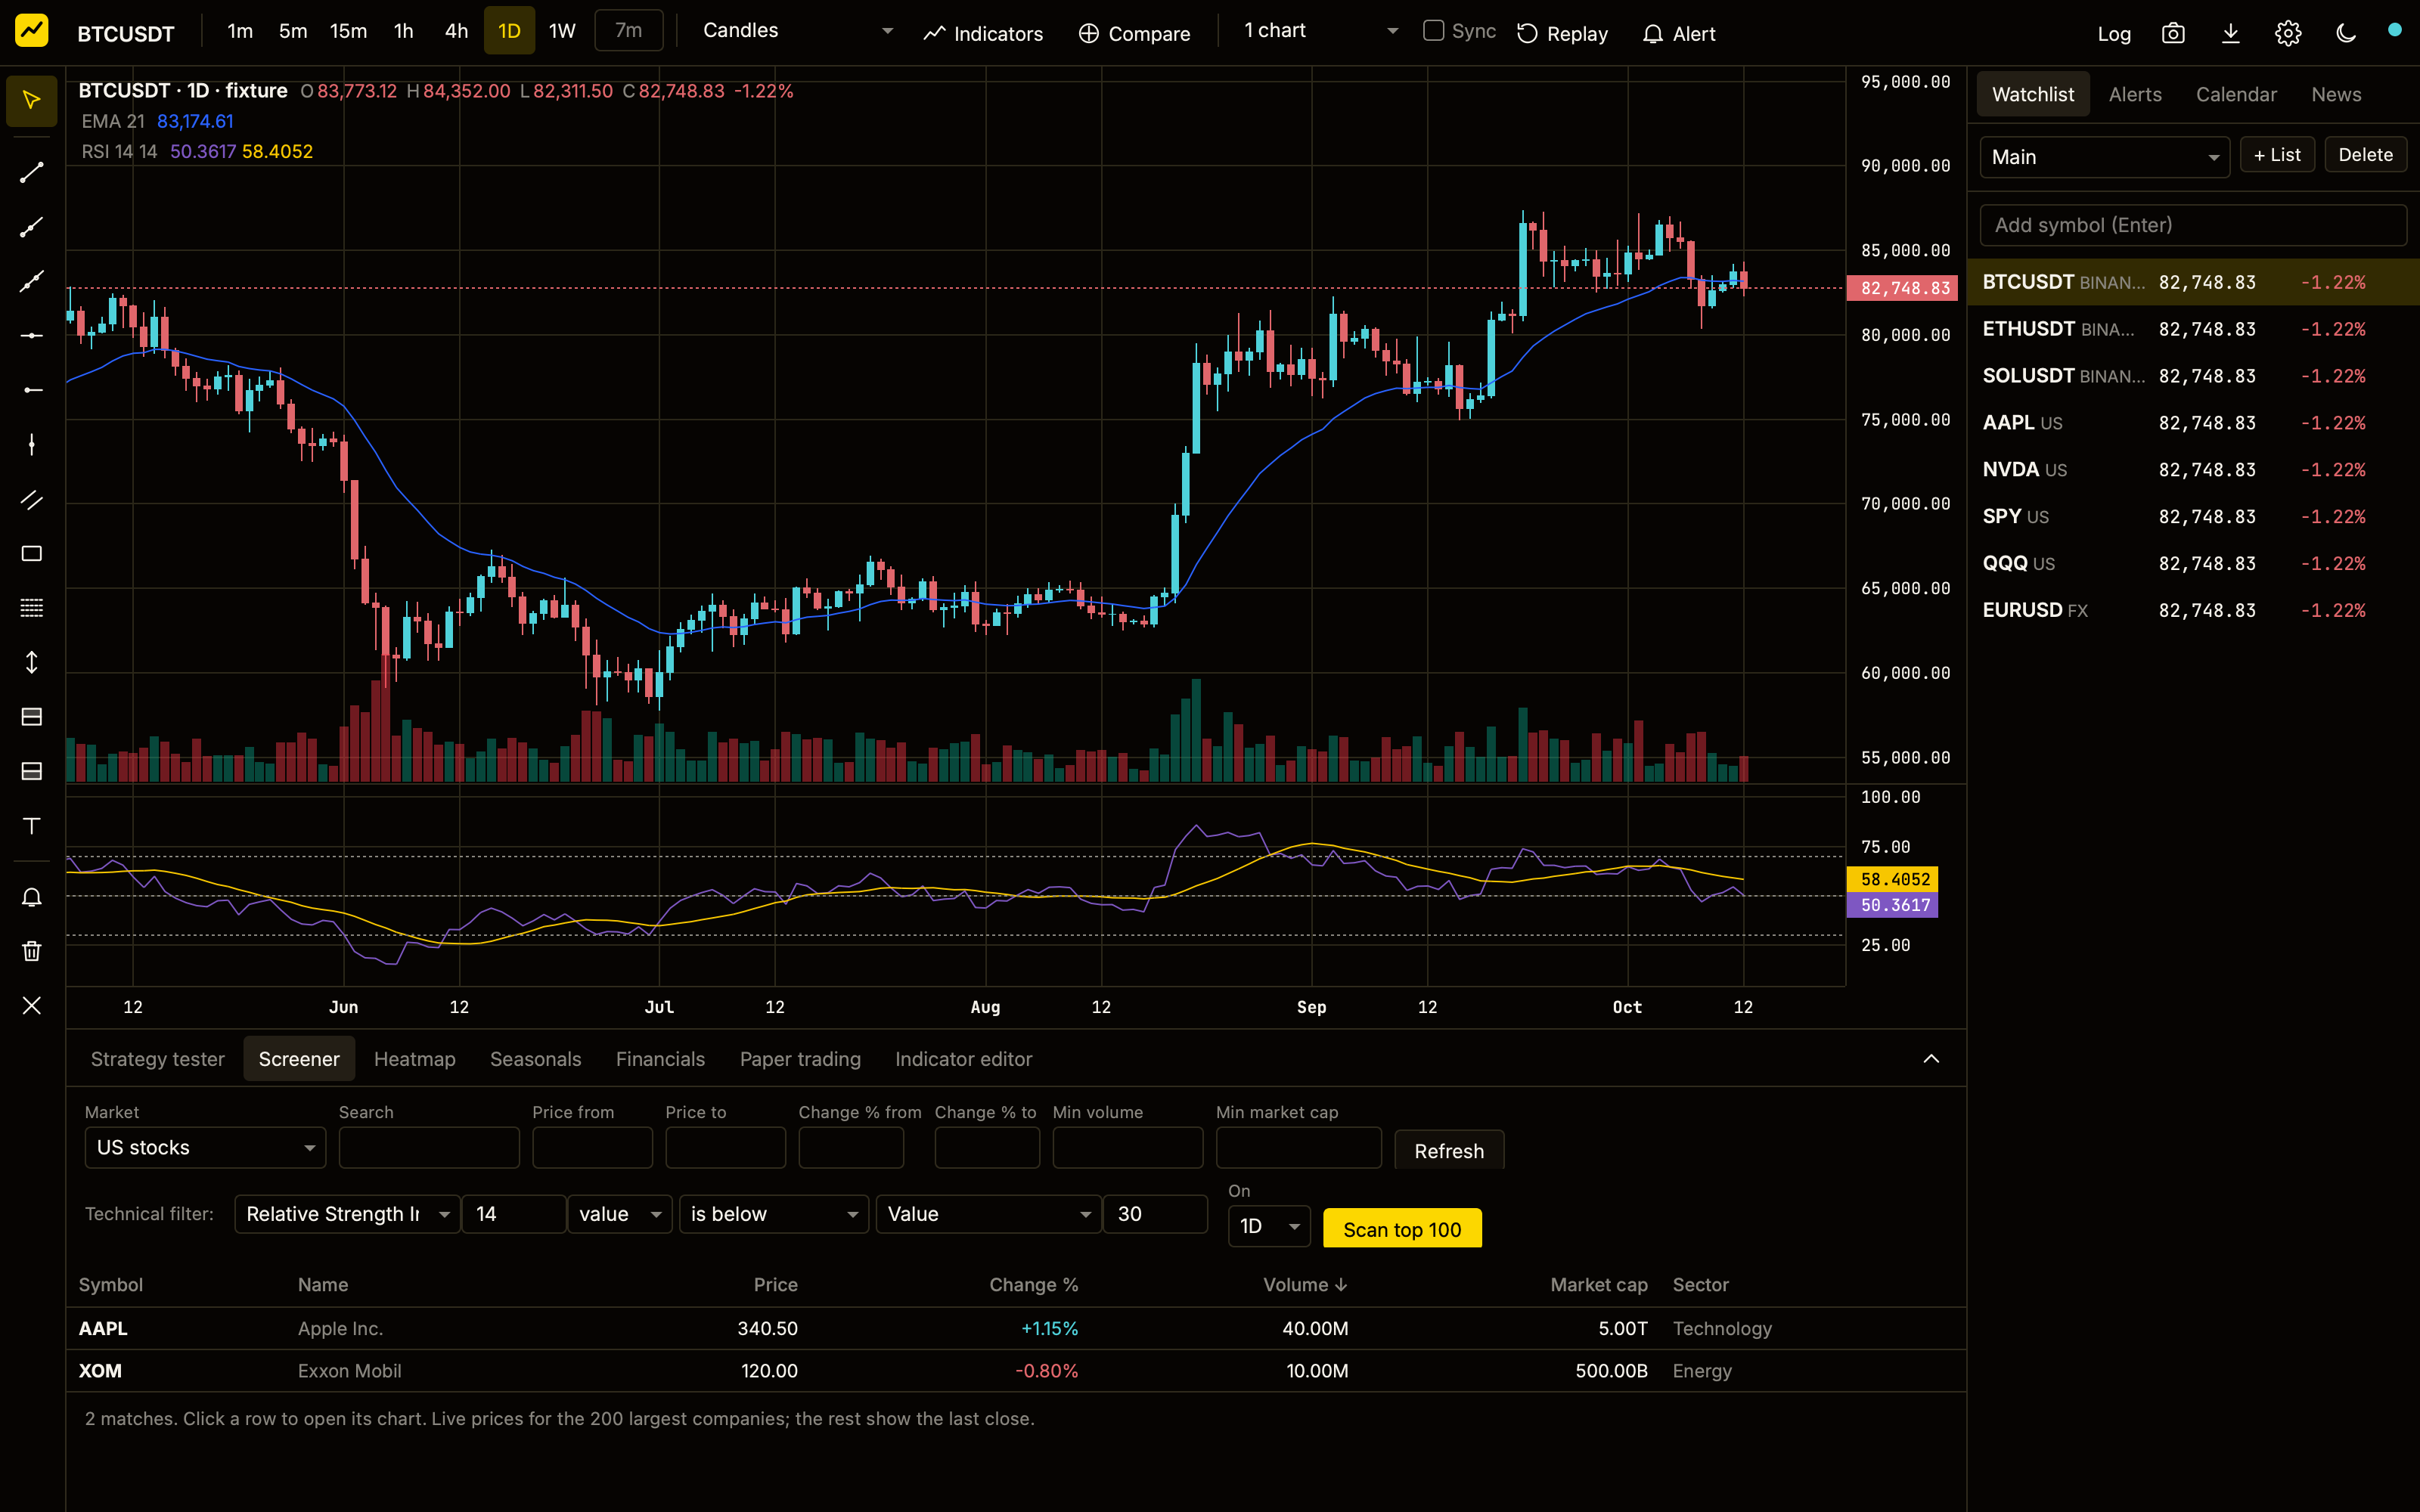 BTCUSDT 1m 5m 15m 1h 4h 1D 1W 7m Candles Indicators Compare 1 chart Sync Replay Alert Log
BTCUSDT · 1D · fixture O 83,773.12 H 84,352.00 L 82,311.50 C 82,748.83 -1.22%
EMA 21 83,174.61
RSI 14 14 50.3617 58.4052
95,000.00
90,000.00
85,000.00
82,748.83
80,000.00
75,000.00
70,000.00
65,000.00
60,000.00
55,000.00
100.00
75.00
58.4052
50.3617
25.00
12 Jun 12 Jul 12 Aug 12 Sep 12 Oct 12
Watchlist Alerts Calendar News
Main + List Delete
Add symbol (Enter)
BTCUSDT BINAN... 82,748.83 -1.22%
ETHUSDT BINA... 82,748.83 -1.22%
SOLUSDT BINAN... 82,748.83 -1.22%
AAPL US 82,748.83 -1.22%
NVDA US 82,748.83 -1.22%
SPY US 82,748.83 -1.22%
QQQ US 82,748.83 -1.22%
EURUSD FX 82,748.83 -1.22%
Strategy tester Screener Heatmap Seasonals Financials Paper trading Indicator editor
Market Search Price from Price to Change % from Change % to Min volume Min market cap
US stocks Refresh
On
Technical filter: Relative Strength Ir 14 value is below Value 30 1D Scan top 100
Symbol Name Price Change % Volume ↓ Market cap Sector
AAPL Apple Inc. 340.50 +1.15% 40.00M 5.00T Technology
XOM Exxon Mobil 120.00 -0.80% 10.00M 500.00B Energy
2 matches. Click a row to open its chart. Live prices for the 200 largest companies; the rest show the last close.